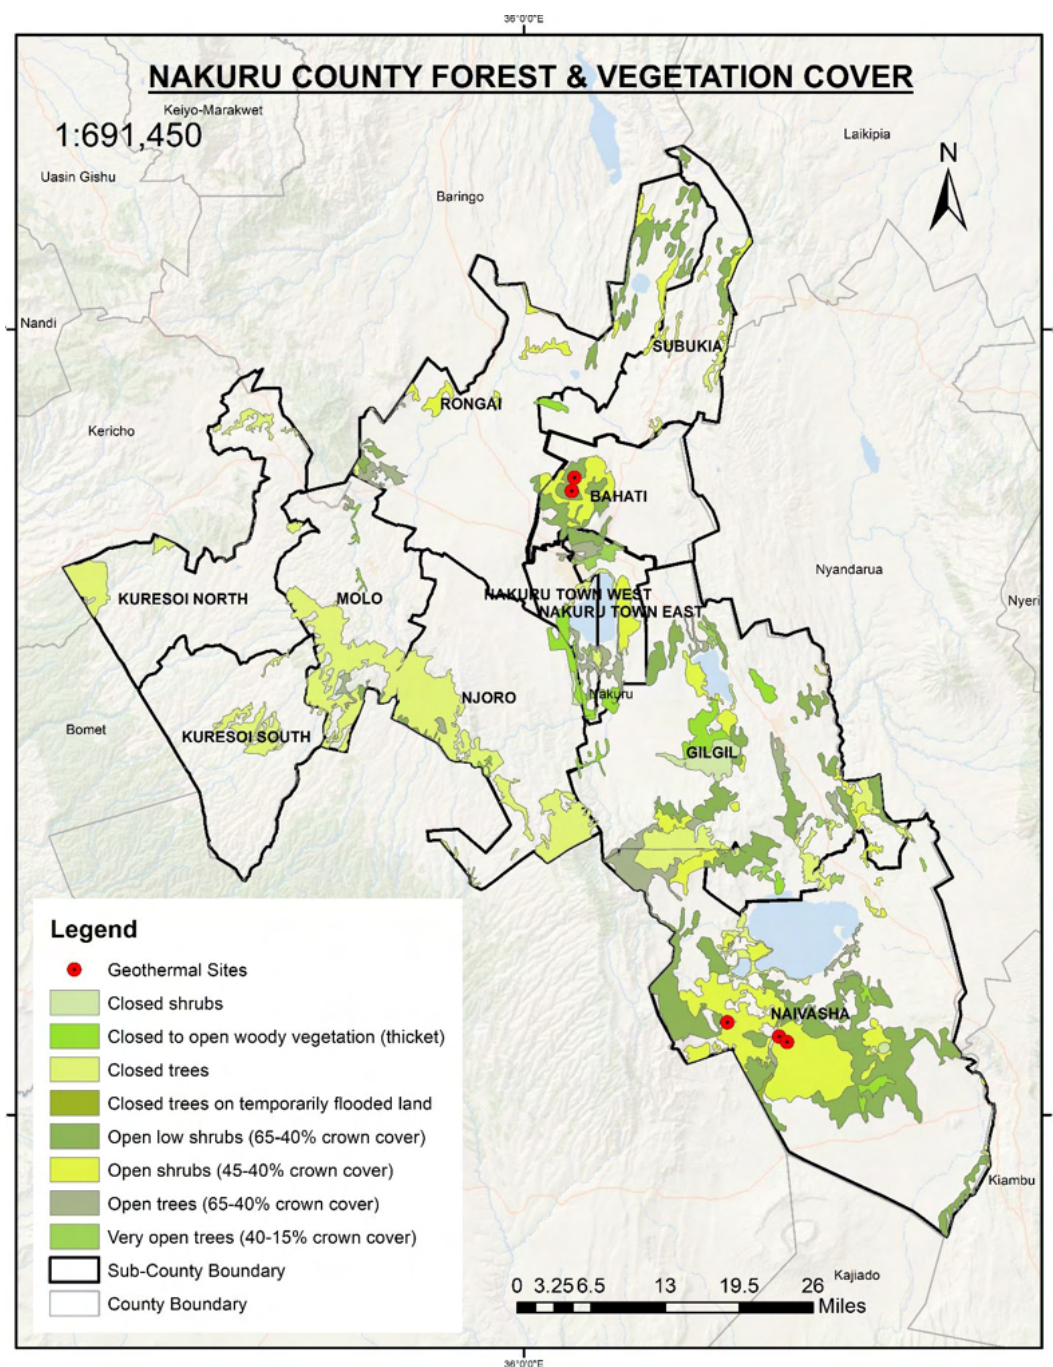 36°0'0"E
NAKURU COUNTY FOREST & VEGETATION COVER
Keiyo-Marakwet
1:691,450
Laikipia
N
Uasin Gishu
Baringo
Nandi
SUBUKIA
RONGAI
Kericho
BAHATI
Nyandarua
KURESOI NORTH
MOLO
NAKURU TOWN WEST
NAKURU TOWN EAST
Nyeri
NJORO
Nakuru
Bomet
KURESOI SOUTH
GILGIL
NAIVASHA
Kiambu
Kajiado
Legend
Geothermal Sites
Closed shrubs
Closed to open woody vegetation (thicket)
Closed trees
Closed trees on temporarily flooded land
Open low shrubs (65-40% crown cover)
Open shrubs (45-40% crown cover)
Open trees (65-40% crown cover)
Very open trees (40-15% crown cover)
Sub-County Boundary
County Boundary
0 3.25 6.5 13 19.5 26
Miles
36°0'0"E